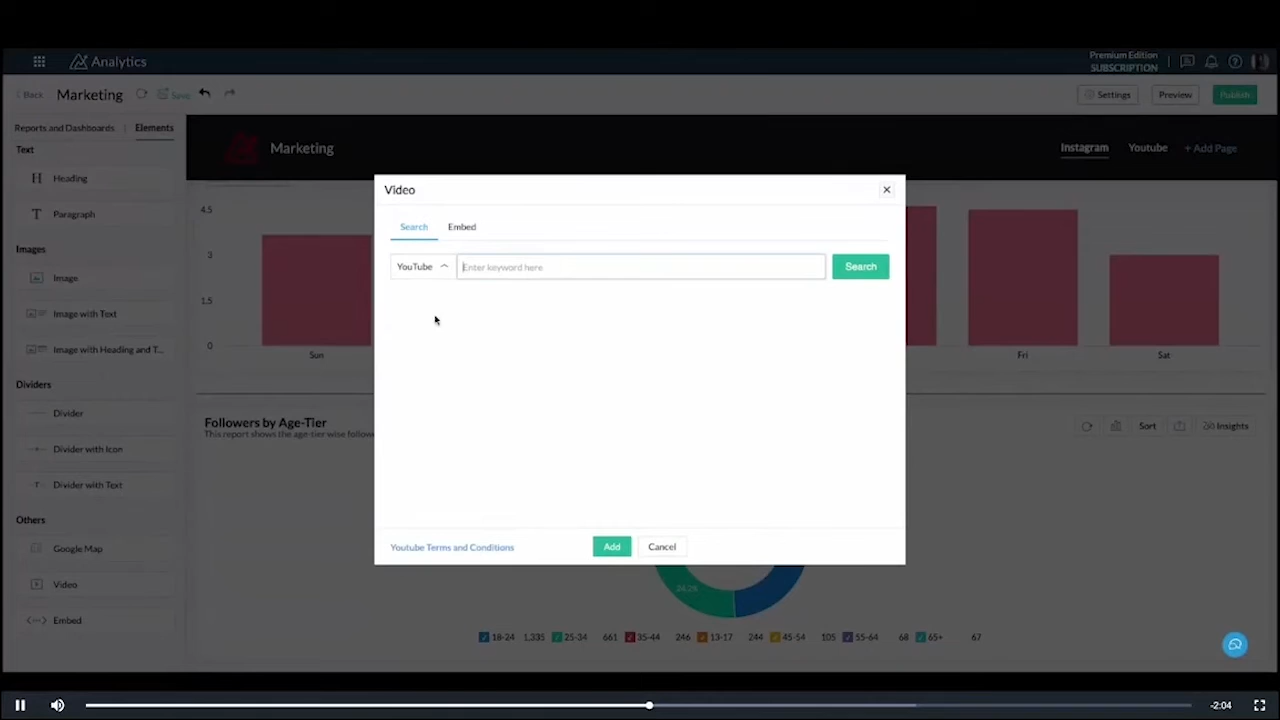 Analytics
Premium Edition
SUBSCRIPTION
Back
Marketing
Save
Settings
Preview
Publish
Reports and Dashboards
Elements
Marketing
Instagram
Youtube
+ Add Page
Text
H Heading
T Paragraph
Images
Image
Image with Text
Image with Heading and T...
Dividers
Divider
Divider with Icon
T Divider with Text
Others
Google Map
Video
Embed
4.5
3
1.5
0
Sun
Fri
Sat
Video
Search
Embed
YouTube
Enter keyword here
Search
Youtube Terms and Conditions
Add
Cancel
Followers by Age-Tier
This report shows the age-tier wise follow
Sort
Insights
18-24 1,335 25-34 661 35-44 246 13-17 244 45-54 105 55-64 68 65+ 67
-2:04